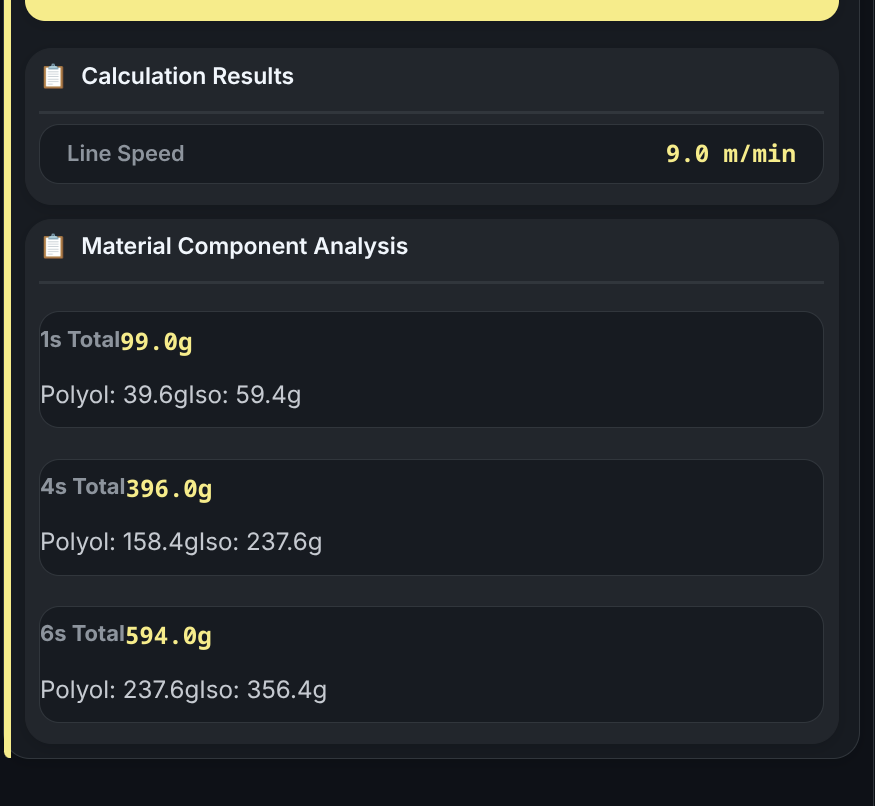 Calculation Results
Line Speed 9.0 m/min
Material Component Analysis
1s Total99.0g
Polyol: 39.6gIso: 59.4g
4s Total396.0g
Polyol: 158.4gIso: 237.6g
6s Total594.0g
Polyol: 237.6gIso: 356.4g